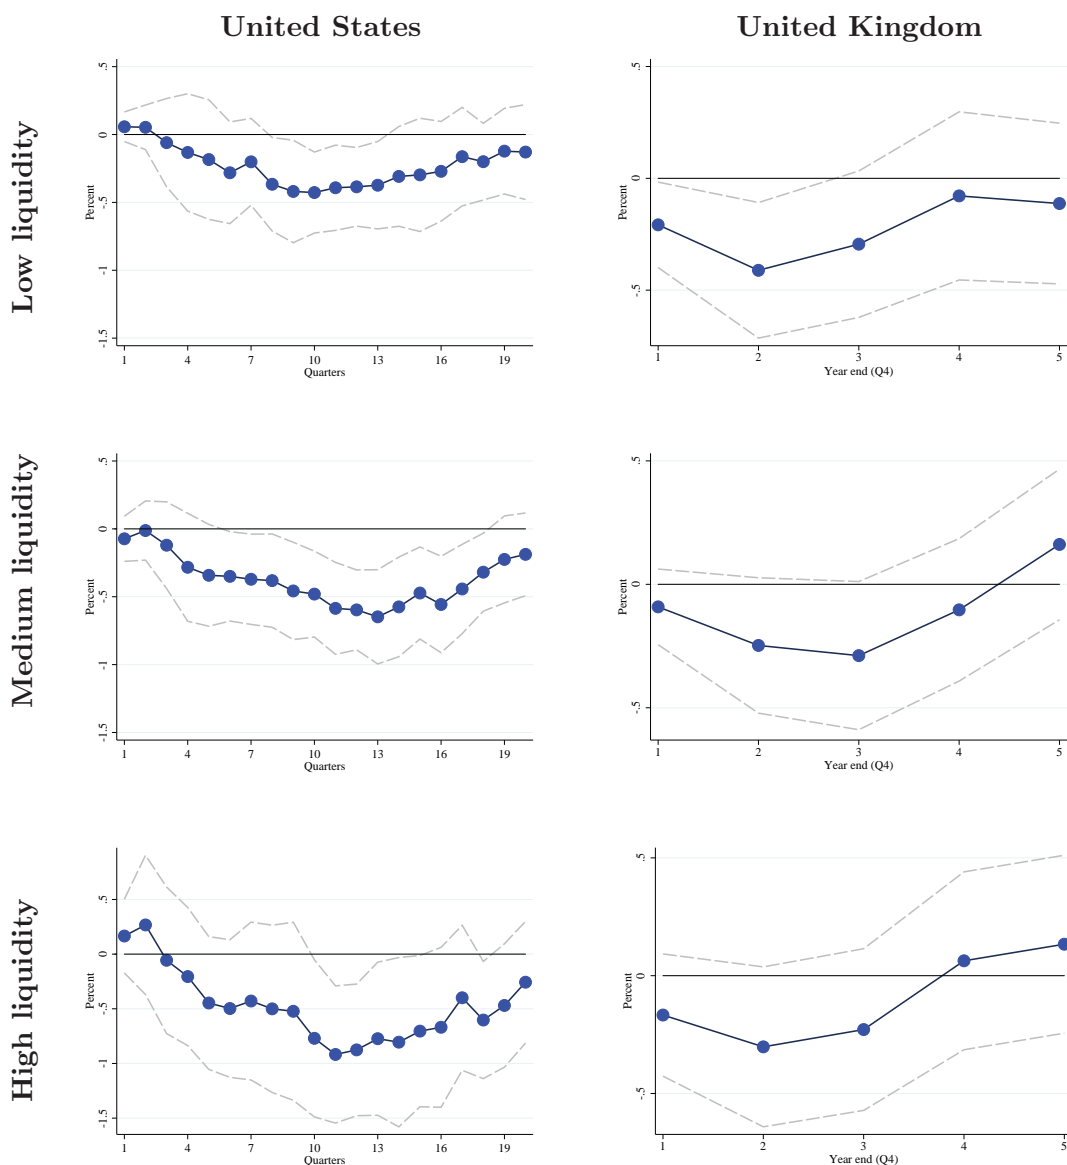 United States
United Kingdom
Low liquidity
Percent
.5
0
-.5
-1
-1.5
1 4 7 10 13 16 19
Quarters
Percent
.5
0
-.5
1 2 3 4 5
Year end (Q4)
Medium liquidity
Percent
.5
0
-.5
-1
-1.5
1 4 7 10 13 16 19
Quarters
Percent
.5
0
-.5
1 2 3 4 5
Year end (Q4)
High liquidity
Percent
.5
0
-.5
-1
-1.5
1 4 7 10 13 16 19
Quarters
Percent
.5
0
-.5
1 2 3 4 5
Year end (Q4)